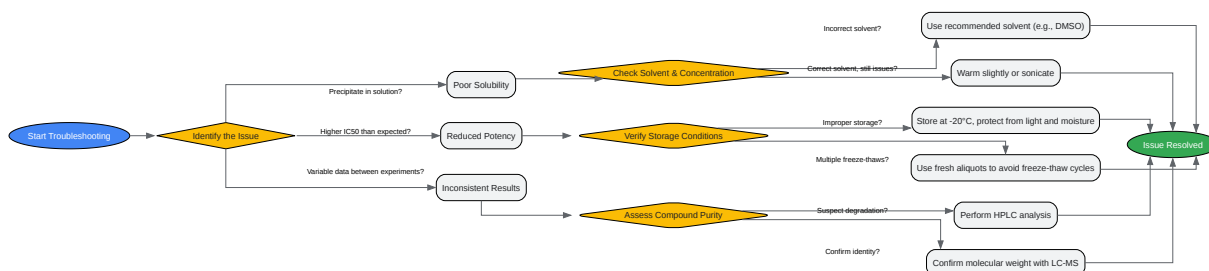 Start Troubleshooting
Identify the Issue
Precipitate in solution?
Higher IC50 than expected?
Variable data between experiments?
Poor Solubility
Reduced Potency
Inconsistent Results
Check Solvent & Concentration
Verify Storage Conditions
Assess Compound Purity
Incorrect solvent?
Correct solvent, still issues?
Improper storage?
Multiple freeze-thaws?
Suspect degradation?
Confirm identity?
Use recommended solvent (e.g., DMSO)
Warm slightly or sonicate
Store at -20°C, protect from light and moisture
Use fresh aliquots to avoid freeze-thaw cycles
Perform HPLC analysis
Confirm molecular weight with LC-MS
Issue Resolved